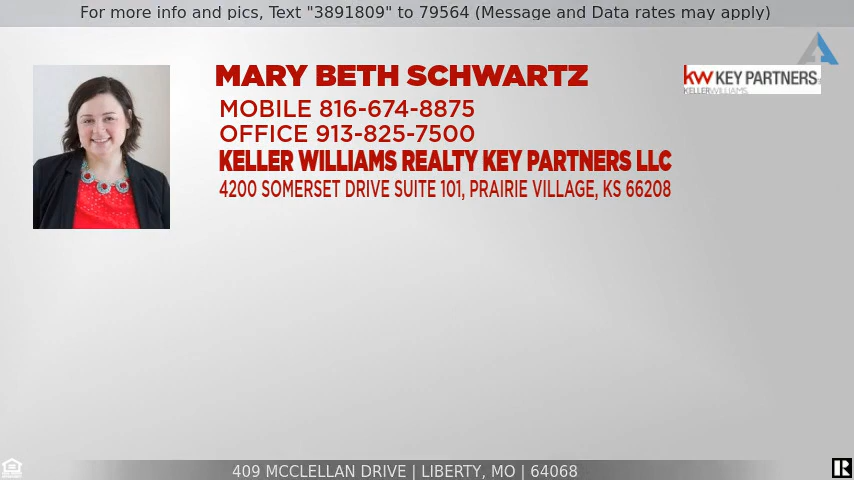 For more info and pics, Text "3891809" to 79564 (Message and Data rates may apply)
MARY BETH SCHWARTZ
MOBILE 816-674-8875
OFFICE 913-825-7500
KELLER WILLIAMS REALTY KEY PARTNERS LLC
4200 SOMERSET DRIVE SUITE 101, PRAIRIE VILLAGE, KS 66208
kw KEY PARTNERS
KELLERWILLIAMS
409 MCCLELLAN DRIVE | LIBERTY, MO | 64068